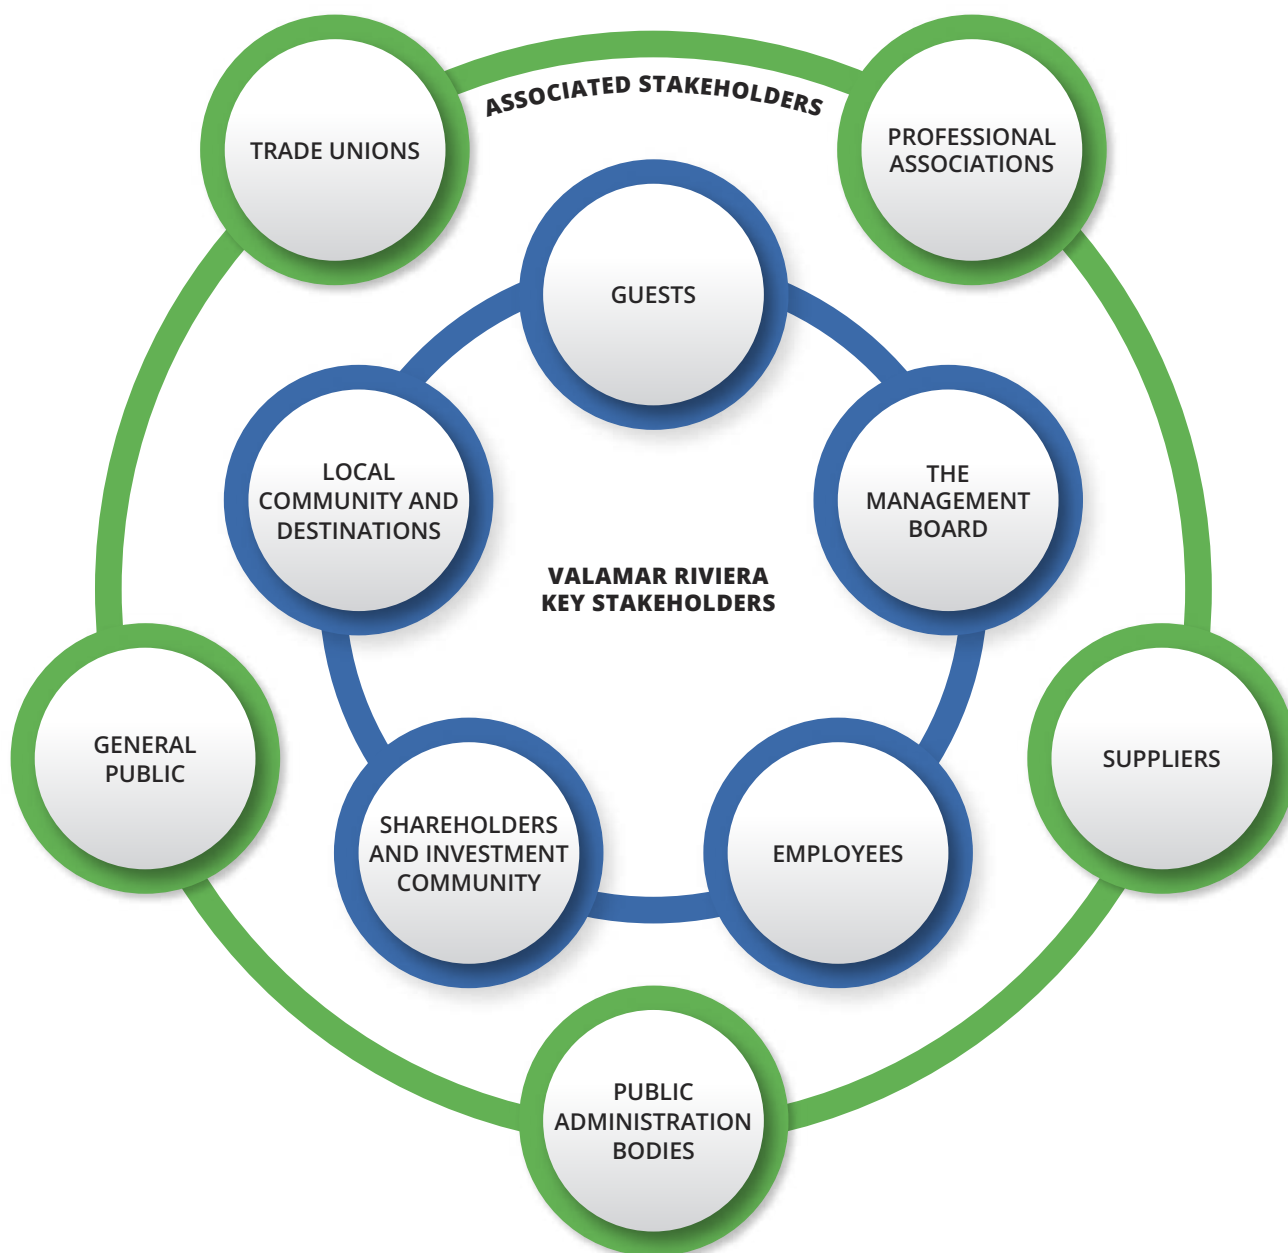 ASSOCIATED STAKEHOLDERS
TRADE UNIONS
PROFESSIONAL
ASSOCIATIONS
GUESTS
LOCAL
COMMUNITY AND
DESTINATIONS
THE
MANAGEMENT
BOARD
VALAMAR RIVIERA
KEY STAKEHOLDERS
GENERAL
PUBLIC
SUPPLIERS
SHAREHOLDERS
AND INVESTMENT
COMMUNITY
EMPLOYEES
PUBLIC
ADMINISTRATION
BODIES